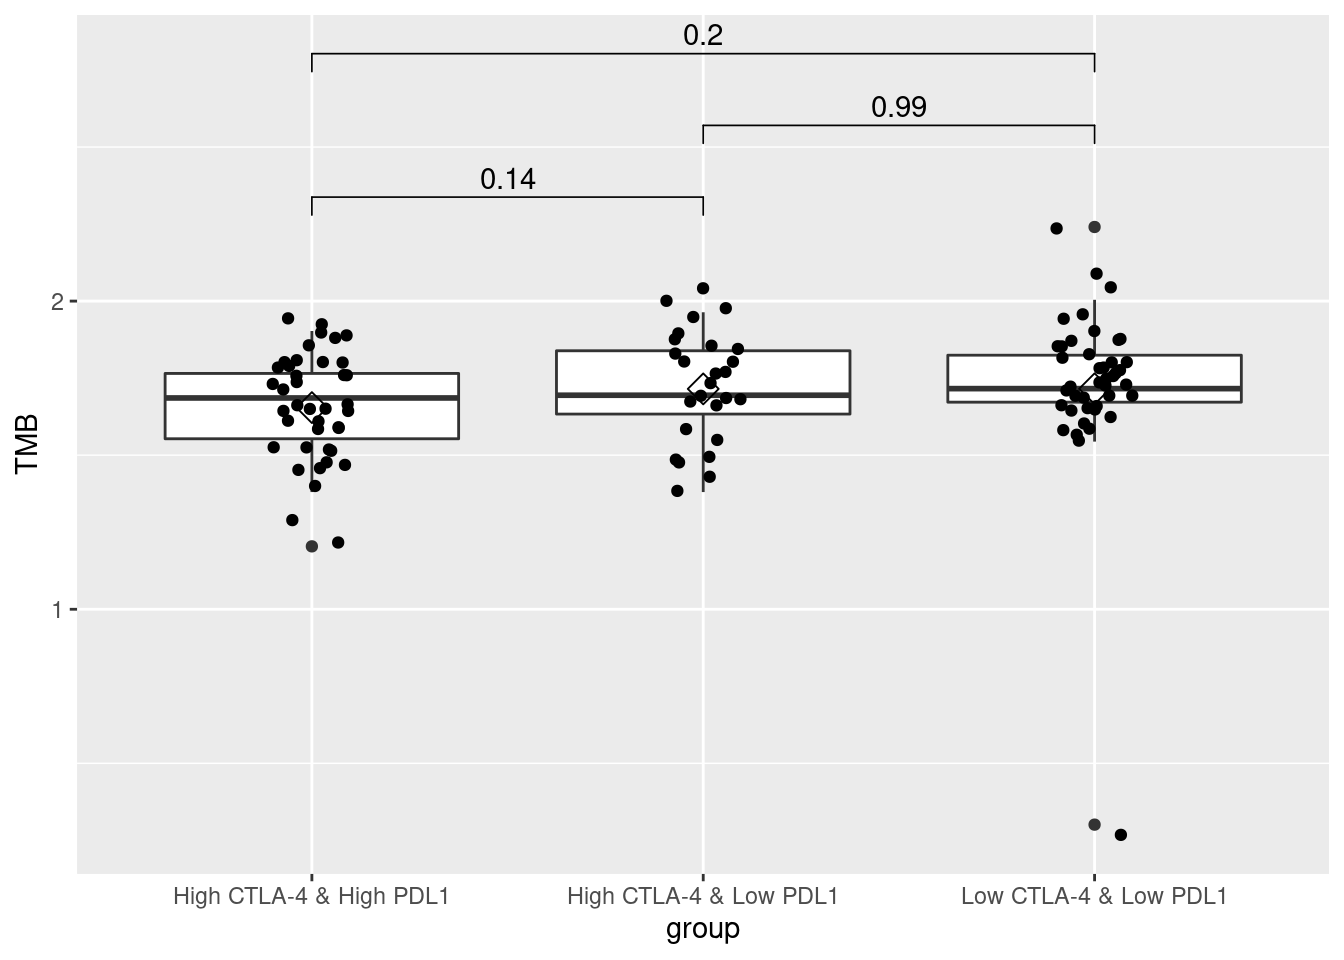 0.2
0.99
0.14
2
1
TMB
High CTLA-4 & High PDL1
High CTLA-4 & Low PDL1
Low CTLA-4 & Low PDL1
group